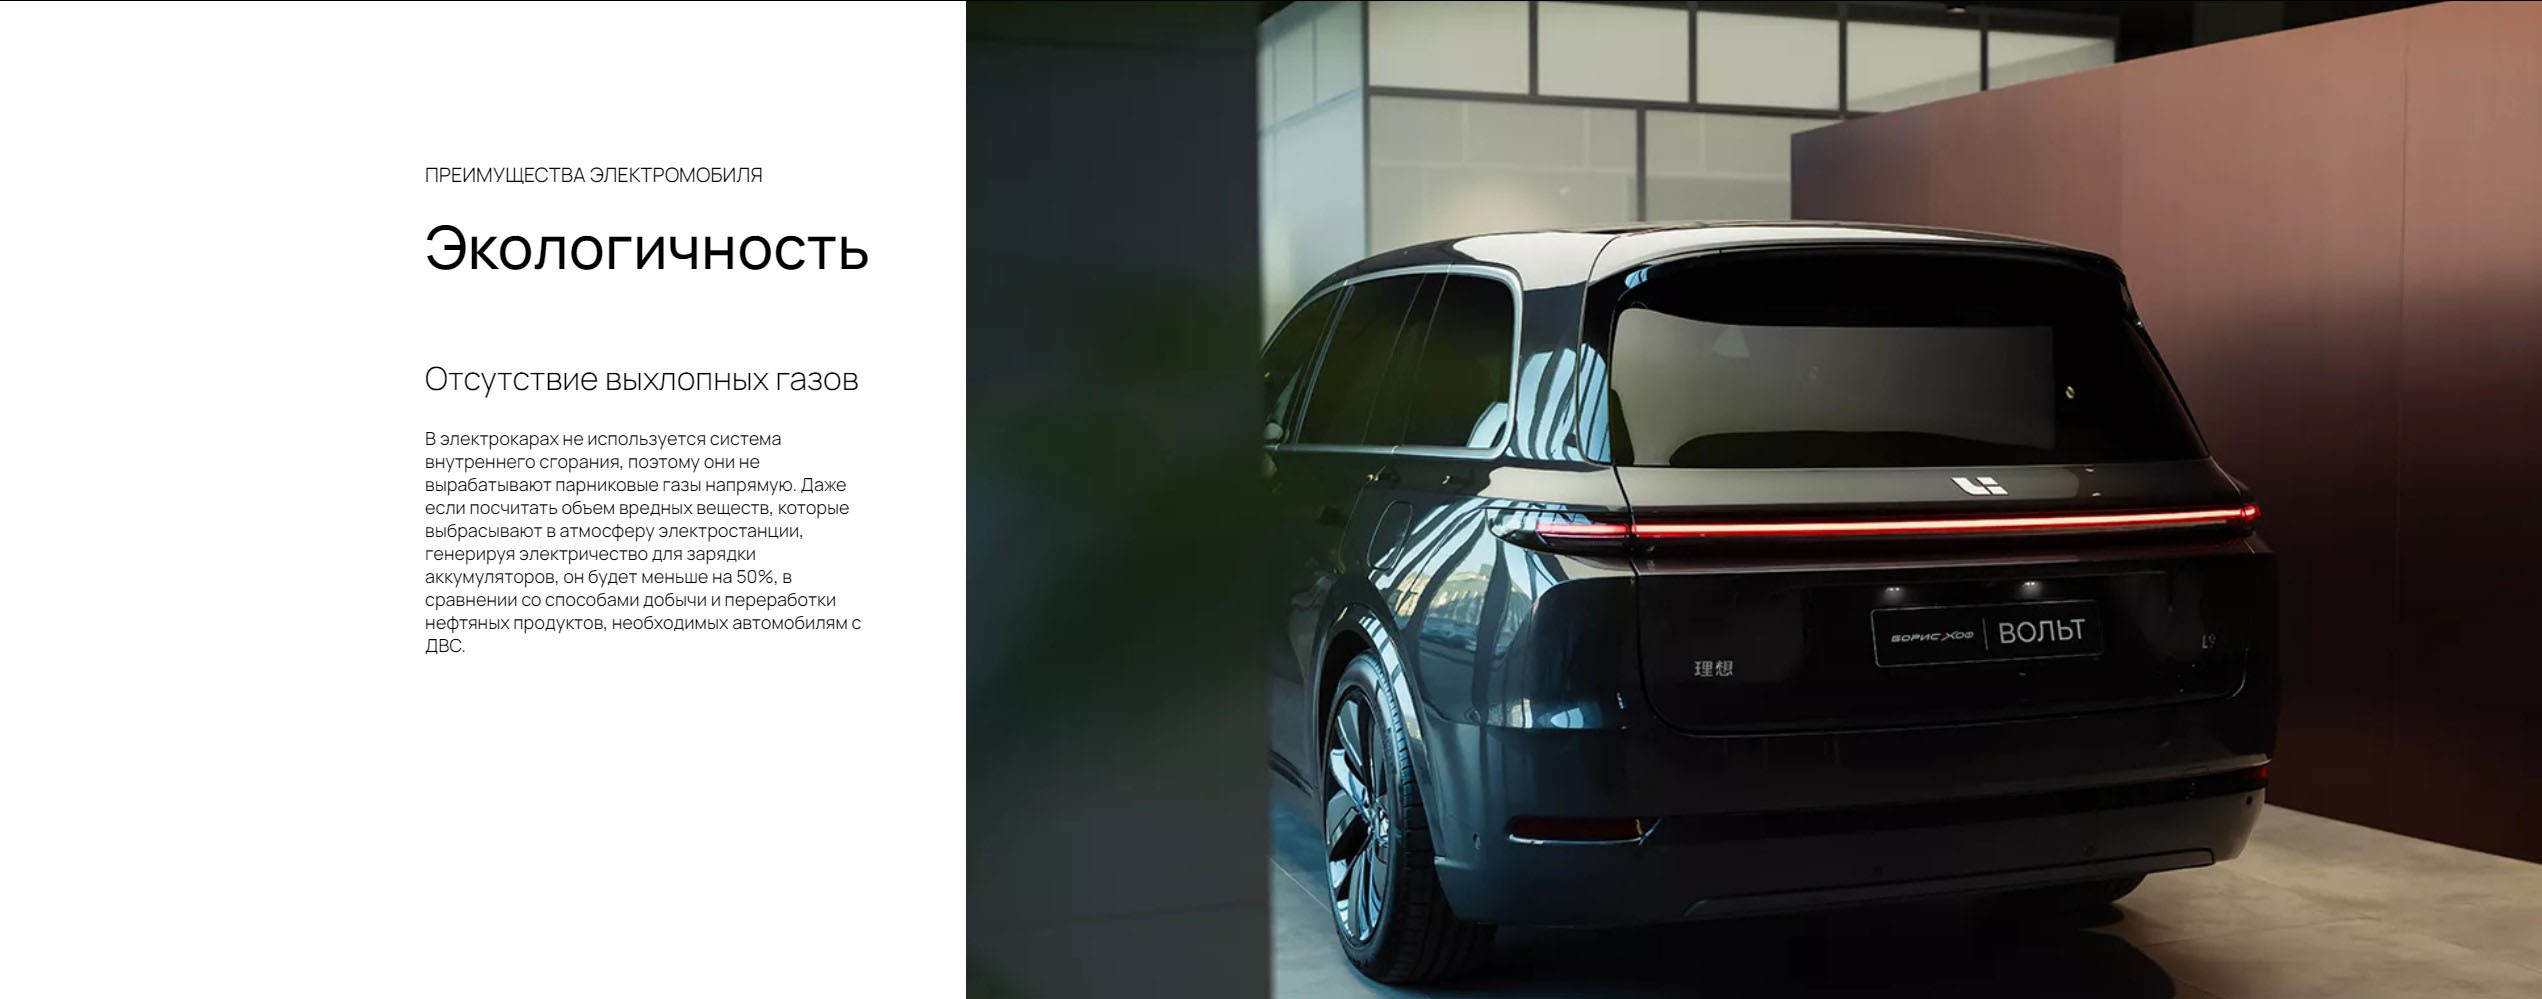 ПРЕИМУЩЕСТВА ЭЛЕКТРОМОБИЛЯ
Экологичность
Отсутствие выхлопных газов
В электрокарах не используется система
внутреннего сгорания, поэтому они не
вырабатывают парниковые газы напрямую. Даже
если посчитать объем вредных веществ, которые
выбрасывают в атмосферу электростанции,
генерируя электричество для зарядки
аккумуляторов, он будет меньше на 50%, в
сравнении со способами добычи и переработки
нефтяных продуктов, необходимых автомобилям с
ДВС.
БОРИС ХОФ | ВОЛЬТ
理想
L9